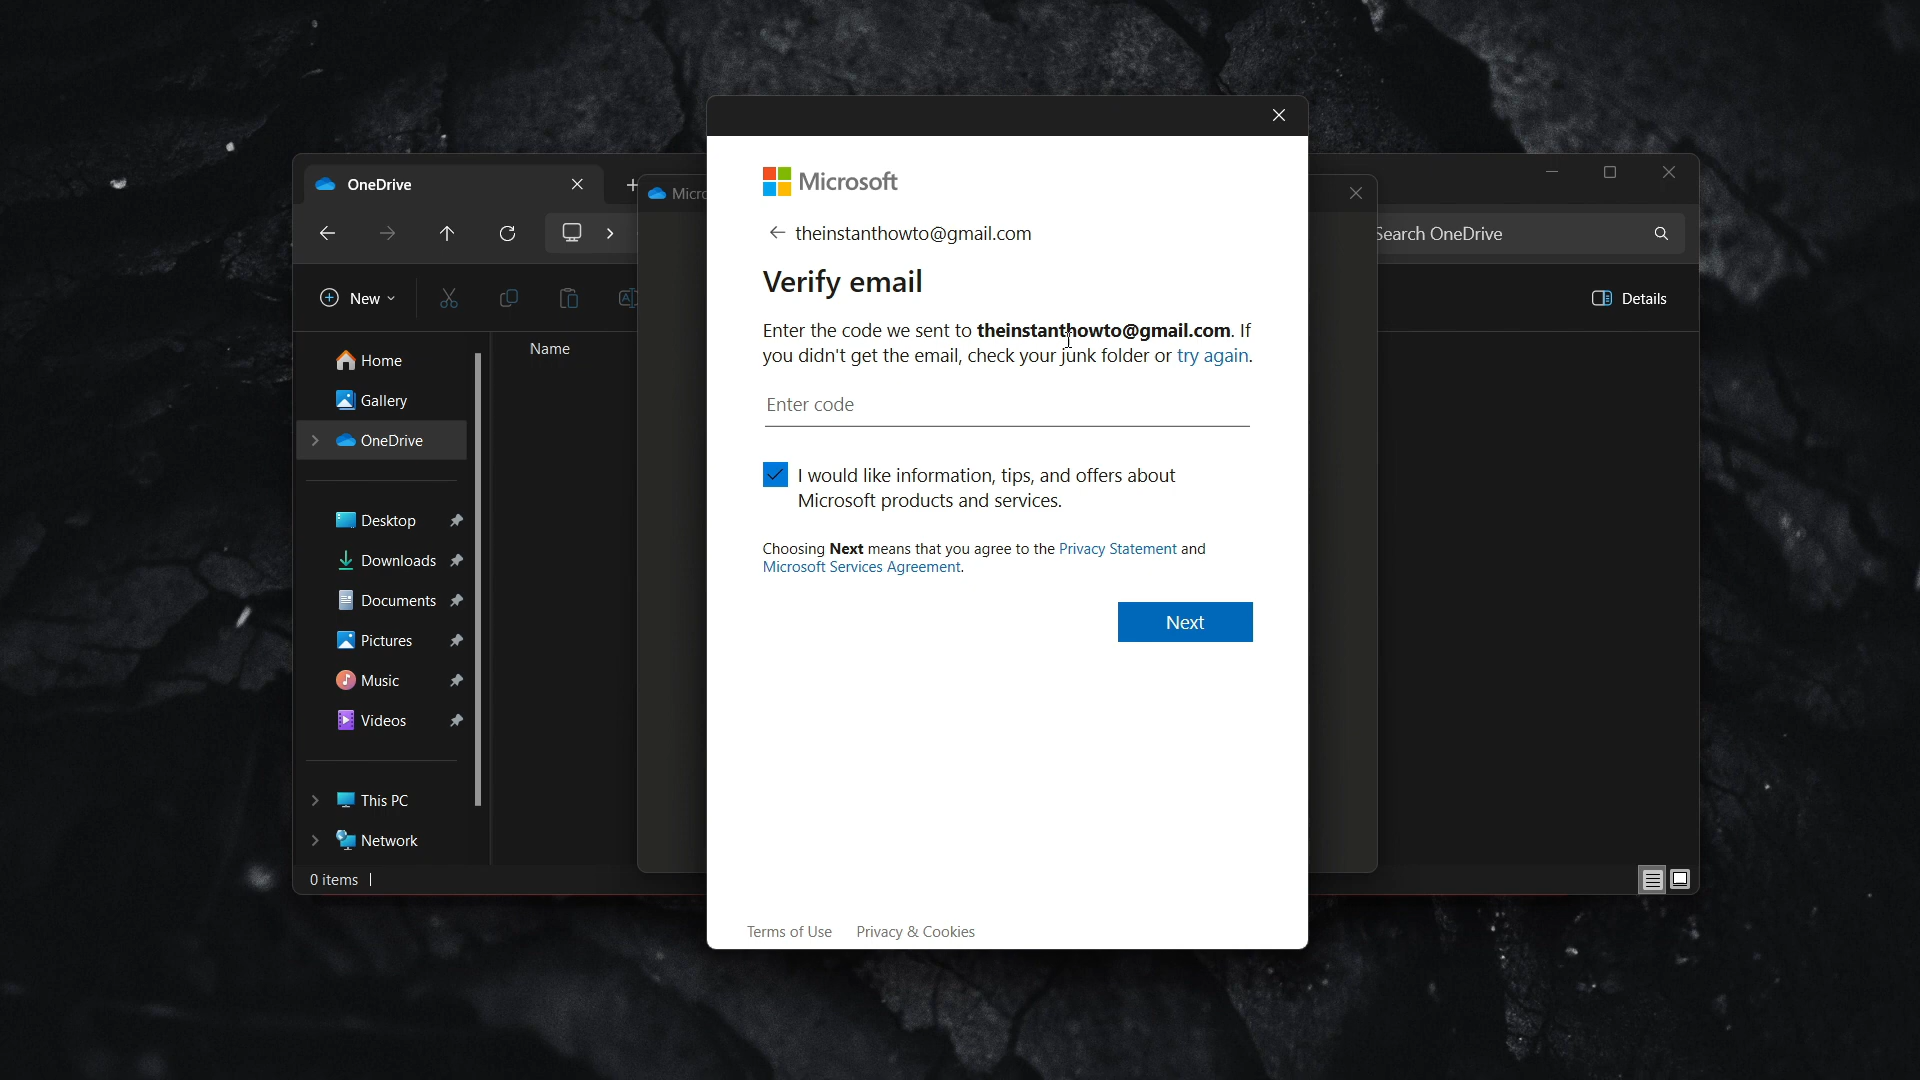 OneDrive
Micro
Search OneDrive
New
Details
Home
Gallery
OneDrive
Desktop
Downloads
Documents
Pictures
Music
Videos
This PC
Network
Name
0 items
Microsoft
theinstanthowto@gmail.com
Verify email
Enter the code we sent to theinstanthowto@gmail.com. If
you didn't get the email, check your junk folder or try again.
Enter code
I would like information, tips, and offers about
Microsoft products and services.
Choosing Next means that you agree to the Privacy Statement and
Microsoft Services Agreement.
Next
Terms of Use Privacy & Cookies